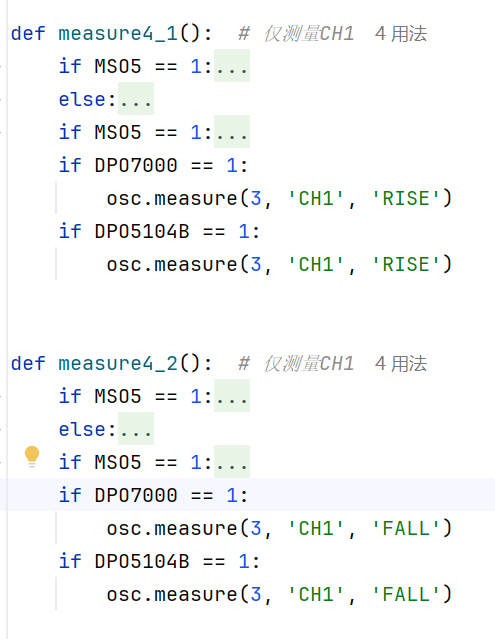 def measure4_1():  # 仅测量CH1  4 用法
    if MSO5 == 1:...
    else:...
    if MSO5 == 1:...
    if DPO7000 == 1:
        osc.measure(3, 'CH1', 'RISE')
    if DPO5104B == 1:
        osc.measure(3, 'CH1', 'RISE')
def measure4_2():  # 仅测量CH1  4 用法
    if MSO5 == 1:...
    else:...
    if MSO5 == 1:...
    if DPO7000 == 1:
        osc.measure(3, 'CH1', 'FALL')
    if DPO5104B == 1:
        osc.measure(3, 'CH1', 'FALL')